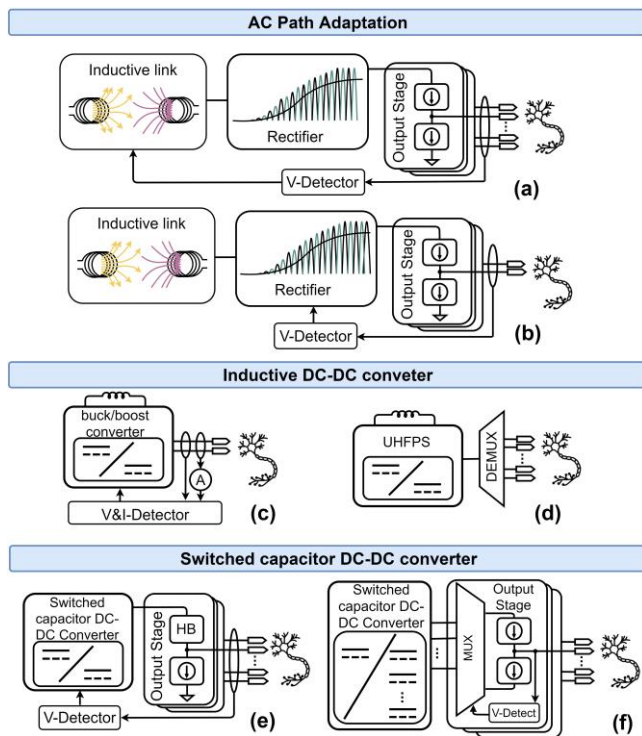 AC Path Adaptation
Inductive link
Rectifier
Output Stage
V-Detector
(a)
Inductive link
Rectifier
Output Stage
V-Detector
(b)
Inductive DC-DC conveter
buck/boost
converter
A
V&I-Detector
(c)
UHFPS
DEMUX
(d)
Switched capacitor DC-DC converter
Switched
capacitor DC-
DC Converter
HB
Output Stage
V-Detector
(e)
Switched
capacitor DC-
DC Converter
MUX
Output
Stage
V-Detect
(f)